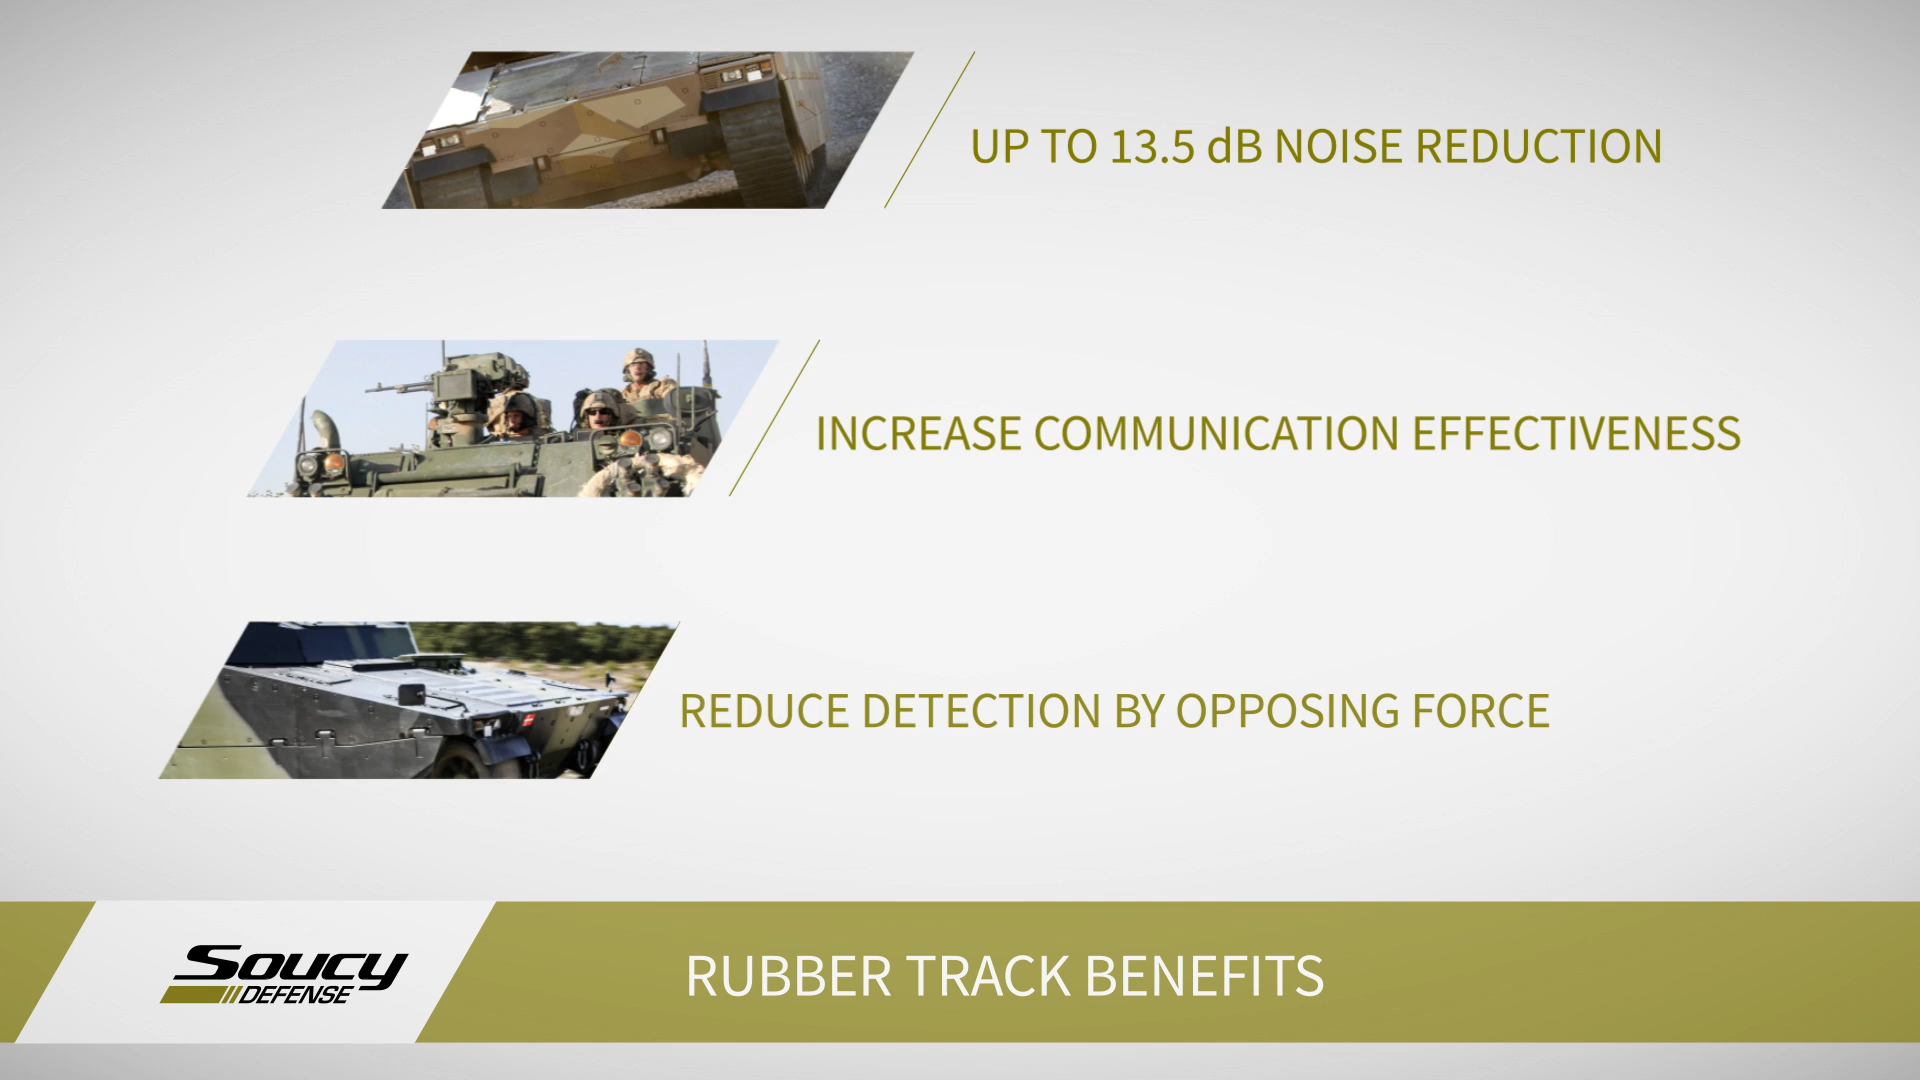 UP TO 13.5 dB NOISE REDUCTION
INCREASE COMMUNICATION EFFECTIVENESS
REDUCE DETECTION BY OPPOSING FORCE
SOUCY
DEFENSE
RUBBER TRACK BENEFITS